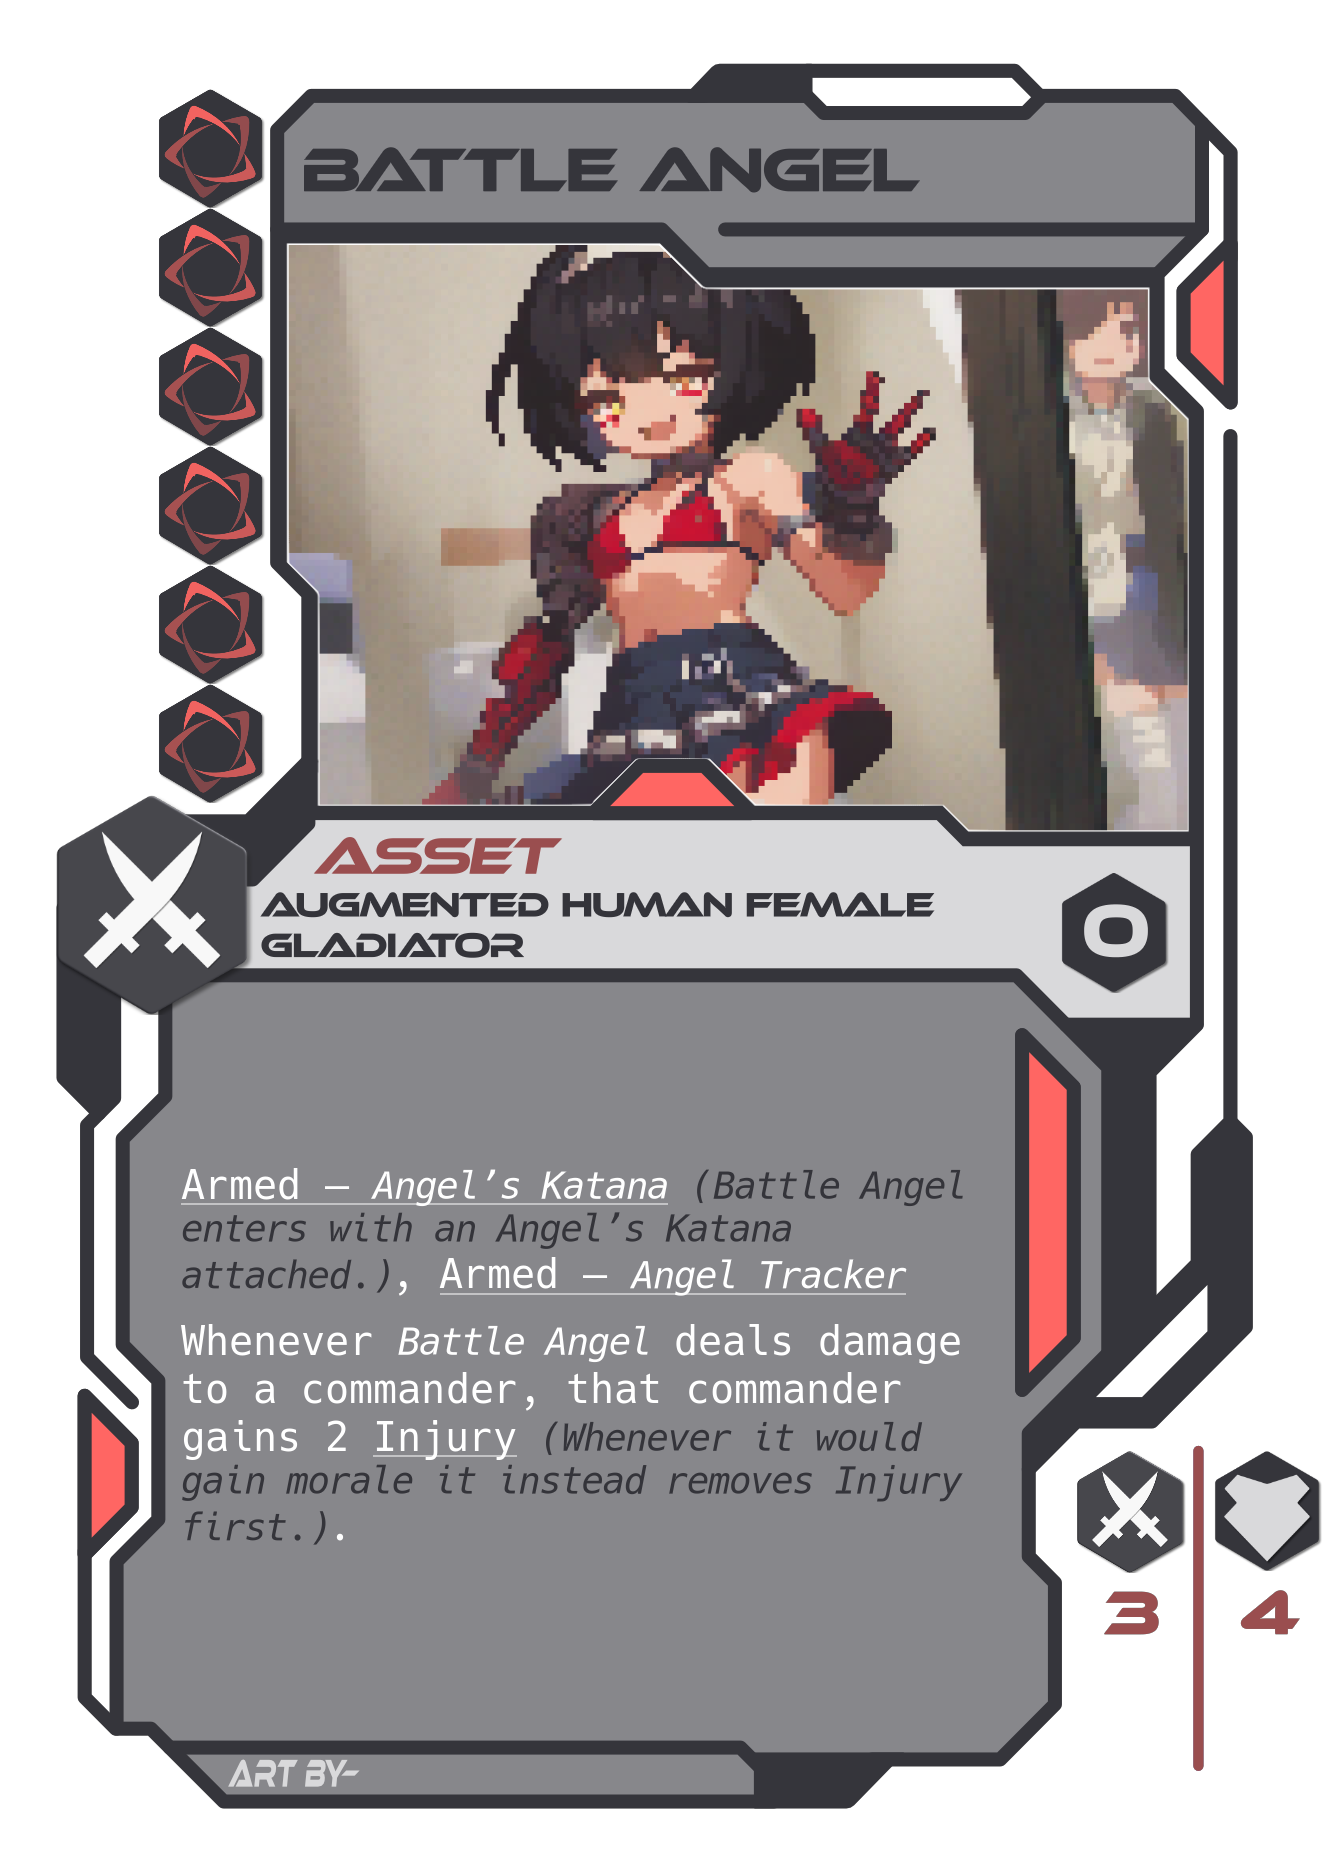 BATTLE ANGEL
ASSET
AUGMENTED HUMAN FEMALE
GLADIATOR
0
Armed – Angel’s Katana (Battle Angel
enters with an Angel’s Katana
attached.), Armed – Angel Tracker
Whenever Battle Angel deals damage
to a commander, that commander
gains 2 Injury (Whenever it would
gain morale it instead removes Injury
first.).
3
4
ART BY-